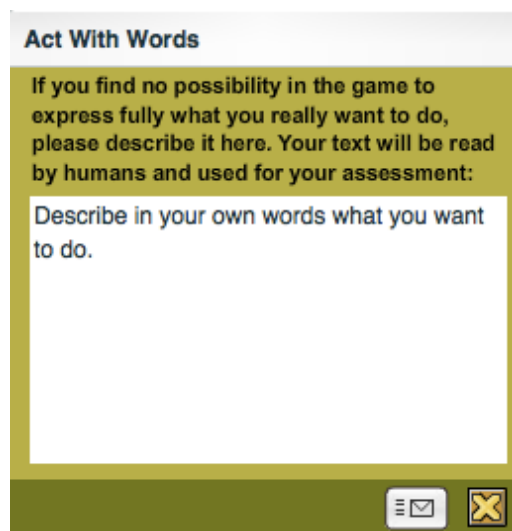 Act With Words
If you find no possibility in the game to
express fully what you really want to do,
please describe it here. Your text will be read
by humans and used for your assessment:
Describe in your own words what you want
to do.